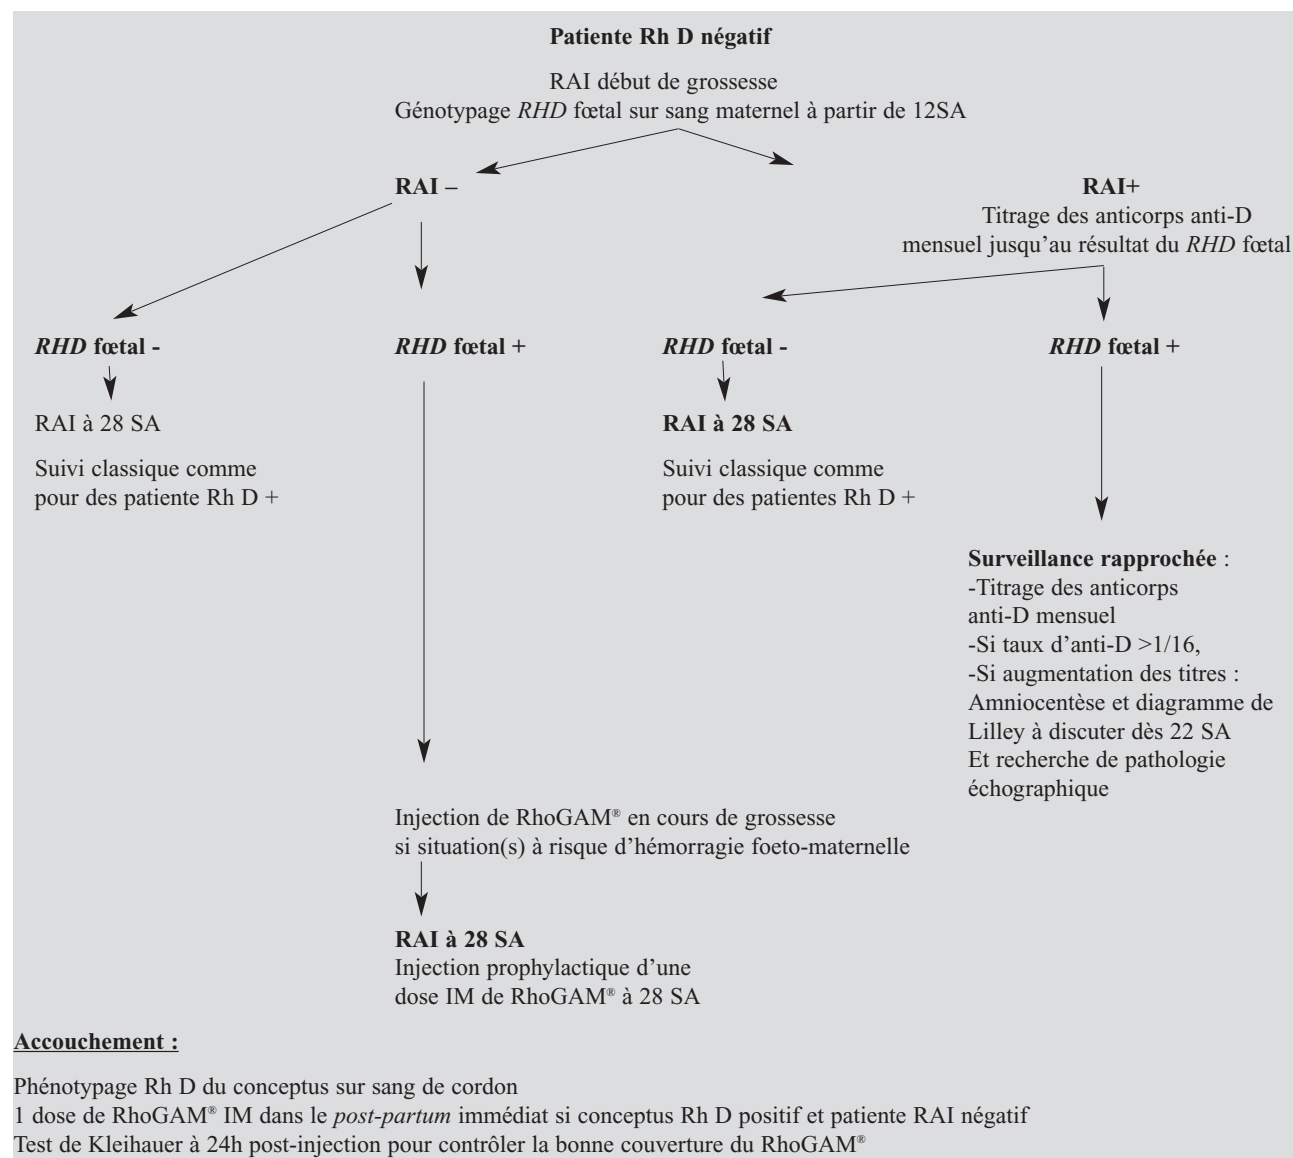 Patiente Rh D négatif
RAI début de grossesse
Génotypage RHD fœtal sur sang maternel à partir de 12SA
RAI –
RAI+
Titrage des anticorps anti-D
mensuel jusqu'au résultat du RHD fœtal
RHD fœtal -
RHD fœtal +
RHD fœtal -
RHD fœtal +
RAI à 28 SA
Suivi classique comme
pour des patiente Rh D +
RAI à 28 SA
Suivi classique comme
pour des patientes Rh D +
Surveillance rapprochée :
-Titrage des anticorps
anti-D mensuel
-Si taux d'anti-D >1/16,
-Si augmentation des titres :
Amniocentèse et diagramme de
Lilley à discuter dès 22 SA
Et recherche de pathologie
échographique
Injection de RhoGAM® en cours de grossesse
si situation(s) à risque d'hémorragie foeto-maternelle
RAI à 28 SA
Injection prophylactique d'une
dose IM de RhoGAM® à 28 SA
Accouchement :
Phénotypage Rh D du conceptus sur sang de cordon
1 dose de RhoGAM® IM dans le post-partum immédiat si conceptus Rh D positif et patiente RAI négatif
Test de Kleihauer à 24h post-injection pour contrôler la bonne couverture du RhoGAM®